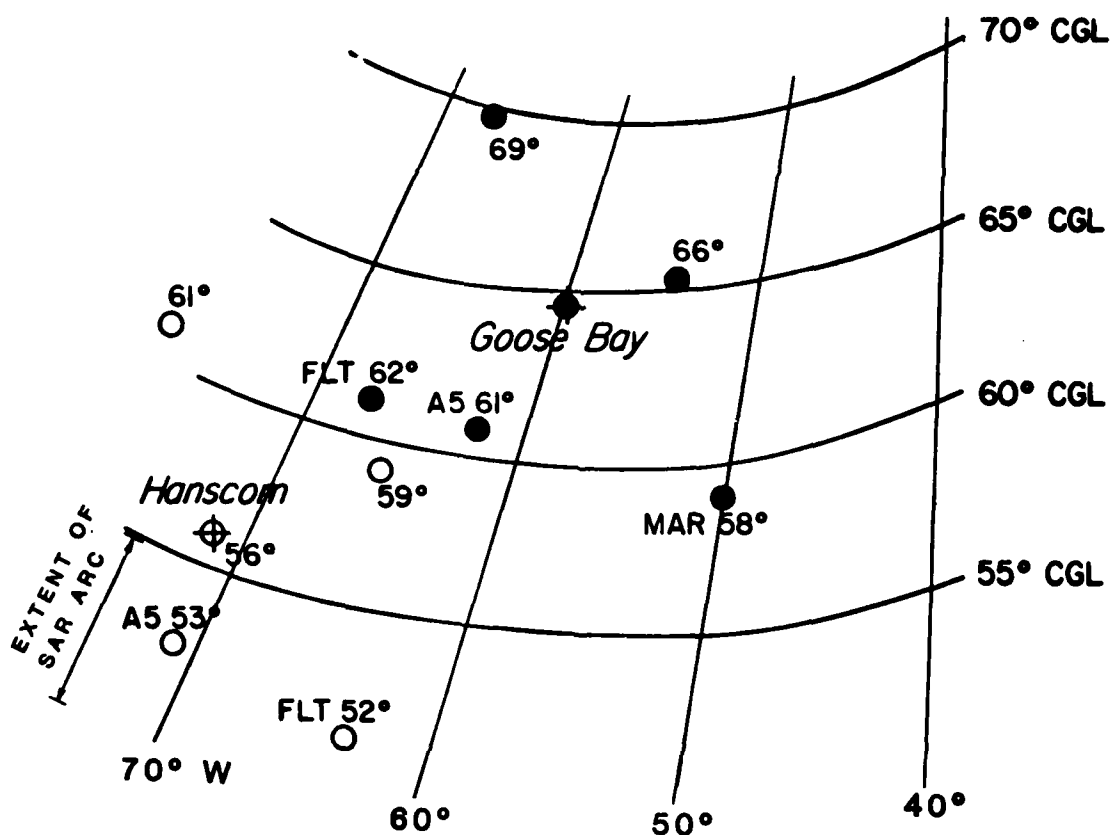 70° CGL
69°
65° CGL
66°
61°
Goose Bay
FLT 62°
A5 61°
60° CGL
59°
Hanscom
MAR 58°
56°
55° CGL
EXTENT OF
SAR ARC
A5 53°
FLT 52°
70° W
60°
50°
40°